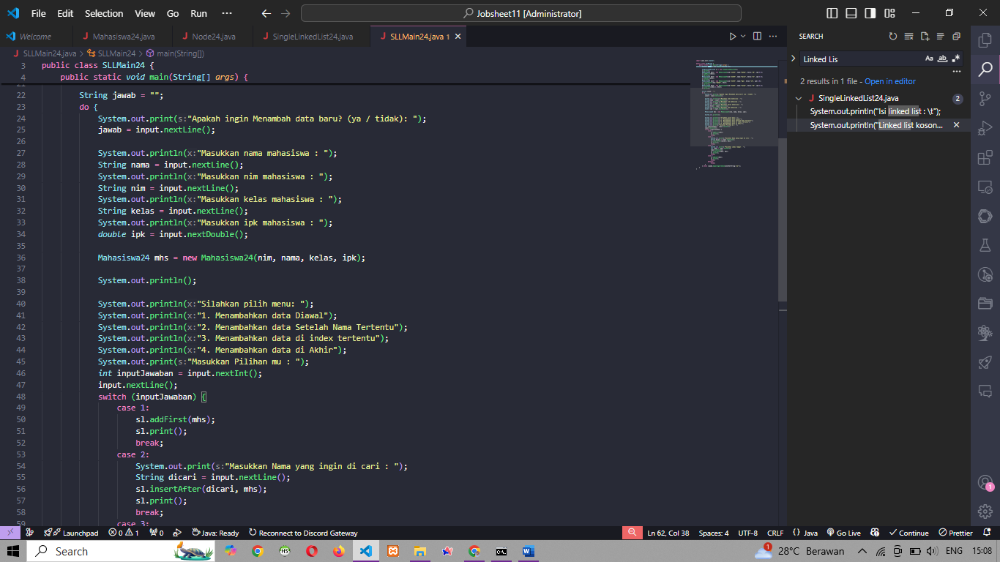 File Edit Selection View Go Run ··· Jobsheet11 [Administrator]
Welcome Mahasiswa24.java Node24.java SingleLinkedList24.java SLLMain24.java 1
SLLMain24.java > SLLMain24 > main(String[])
3 public class SLLMain24 {
4 public static void main(String[] args) {
21
22 String jawab = "";
23 do {
24 System.out.print(s:"Apakah ingin Menambah data baru? (ya / tidak): ");
25 jawab = input.nextLine();
26
27 System.out.println(x:"Masukkan nama mahasiswa : ");
28 String nama = input.nextLine();
29 System.out.println(x:"Masukkan nim mahasiswa : ");
30 String nim = input.nextLine();
31 System.out.println(x:"Masukkan kelas mahasiswa : ");
32 String kelas = input.nextLine();
33 System.out.println(x:"Masukkan ipk mahasiswa : ");
34 double ipk = input.nextDouble();
35
36 Mahasiswa24 mhs = new Mahasiswa24(nim, nama, kelas, ipk);
37
38 System.out.println();
39
40 System.out.println(x:"Silahkan pilih menu: ");
41 System.out.println(x:"1. Menambahkan data Diawal");
42 System.out.println(x:"2. Menambahkan data Setelah Nama Tertentu");
43 System.out.println(x:"3. Menambahkan data di index tertentu");
44 System.out.println(x:"4. Menambahkan data di Akhir");
45 System.out.print(s:"Masukkan Pilihan mu : ");
46 int inputJawaban = input.nextInt();
47 input.nextLine();
48 switch (inputJawaban) {
49 case 1:
50 sl.addFirst(mhs);
51 sl.print();
52 break;
53 case 2:
54 System.out.print(s:"Masukkan Nama yang ingin di cari : ");
55 String dicari = input.nextLine();
56 sl.insertAfter(dicari, mhs);
57 sl.print();
58 break;
59 case 3:
SEARCH
Linked Lis Aa ab .*
2 results in 1 file - Open in editor
SingleLinkedList24.java 2
System.out.println("Isi linked list : \t");
System.out.println("Linked list koson...
1
Launchpad 0 1 0 Java: Ready Reconnect to Discord Gateway Ln 62, Col 38 Spaces: 4 UTF-8 CRLF {} Java Go Live Continue Prettier
Search 1 28°C Berawan ENG 15:08